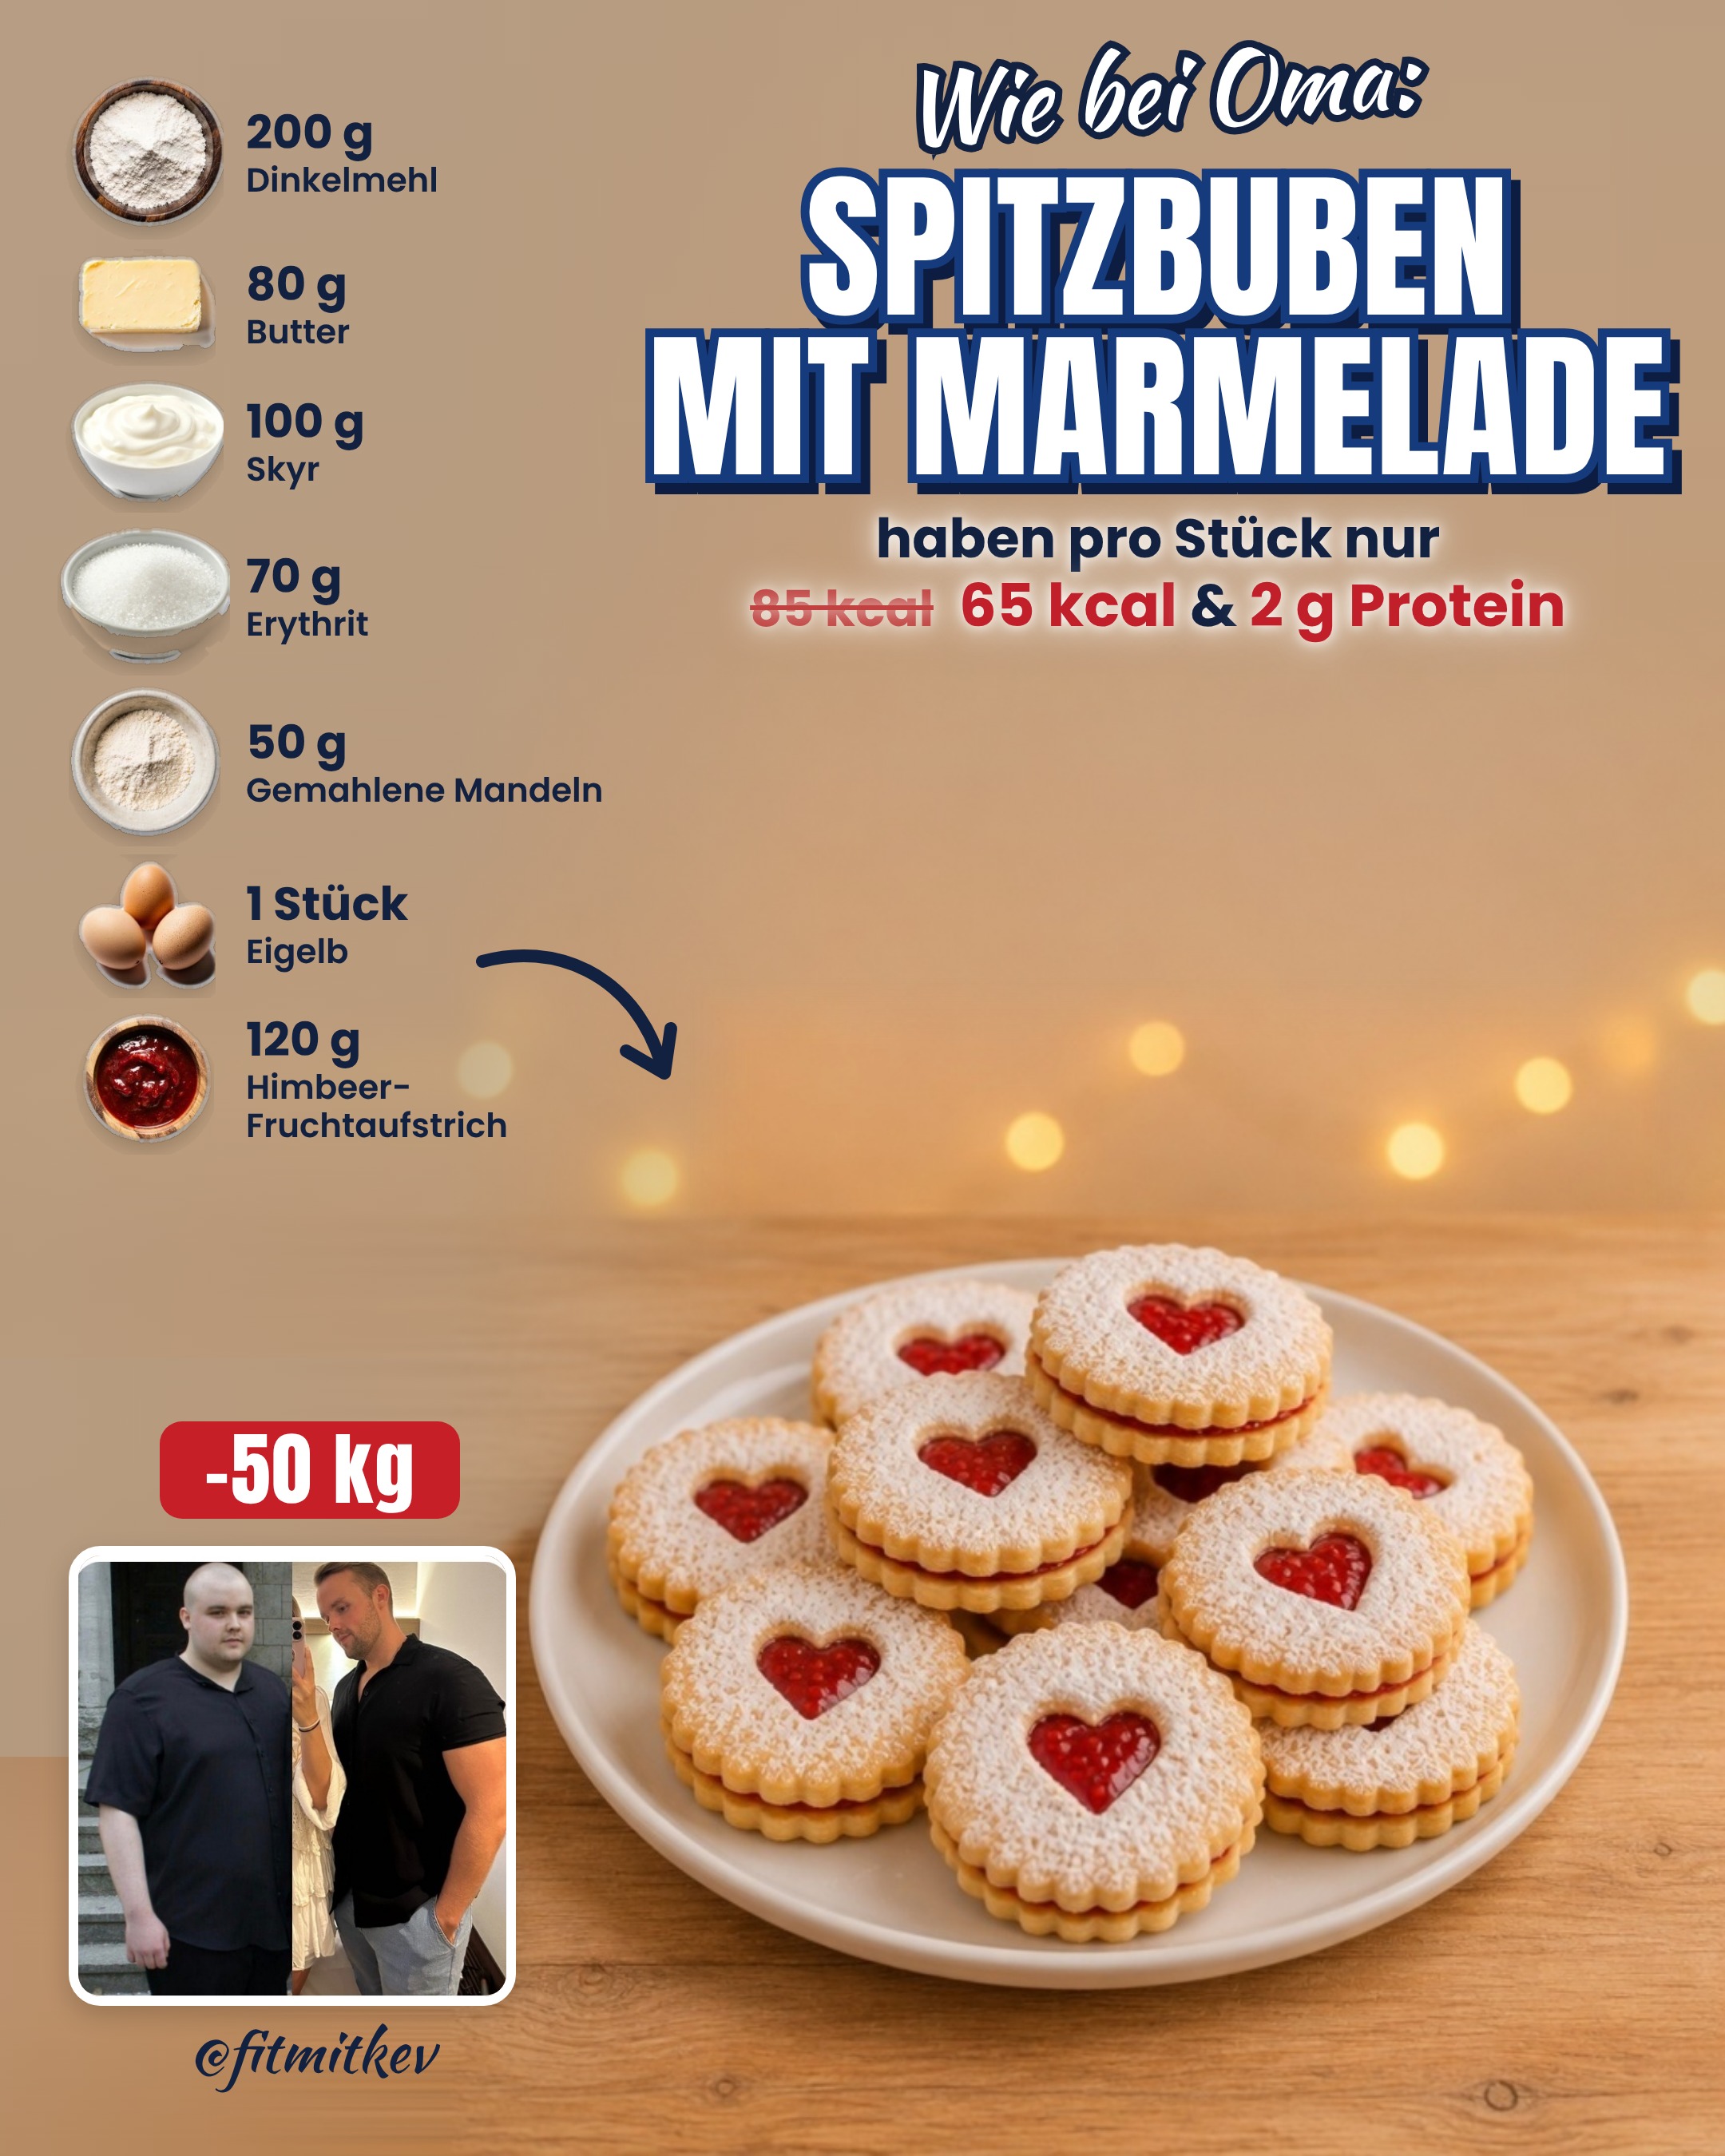 Wie bei Oma:
SPITZBUBEN
MIT MARMELADE
haben pro Stück nur
85 kcal 65 kcal & 2 g Protein
200 g
Dinkelmehl
80 g
Butter
100 g
Skyr
70 g
Erythrit
50 g
Gemahlene Mandeln
1 Stück
Eigelb
120 g
Himbeer-
Fruchtaufstrich
-50 kg
@fitmitkev